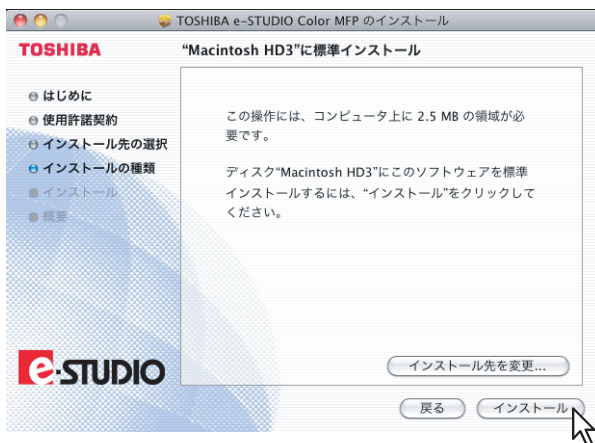 TOSHIBA e-STUDIO Color MFP のインストール
TOSHIBA
“Macintosh HD3”に標準インストール
はじめに
使用許諾契約
インストール先の選択
インストールの種類
インストール
概要
この操作には、コンピュータ上に 2.5 MB の領域が必
要です。
ディスク“Macintosh HD3”にこのソフトウェアを標準
インストールするには、“インストール”をクリックして
ください。
e-STUDIO
インストール先を変更...
戻る
インストール